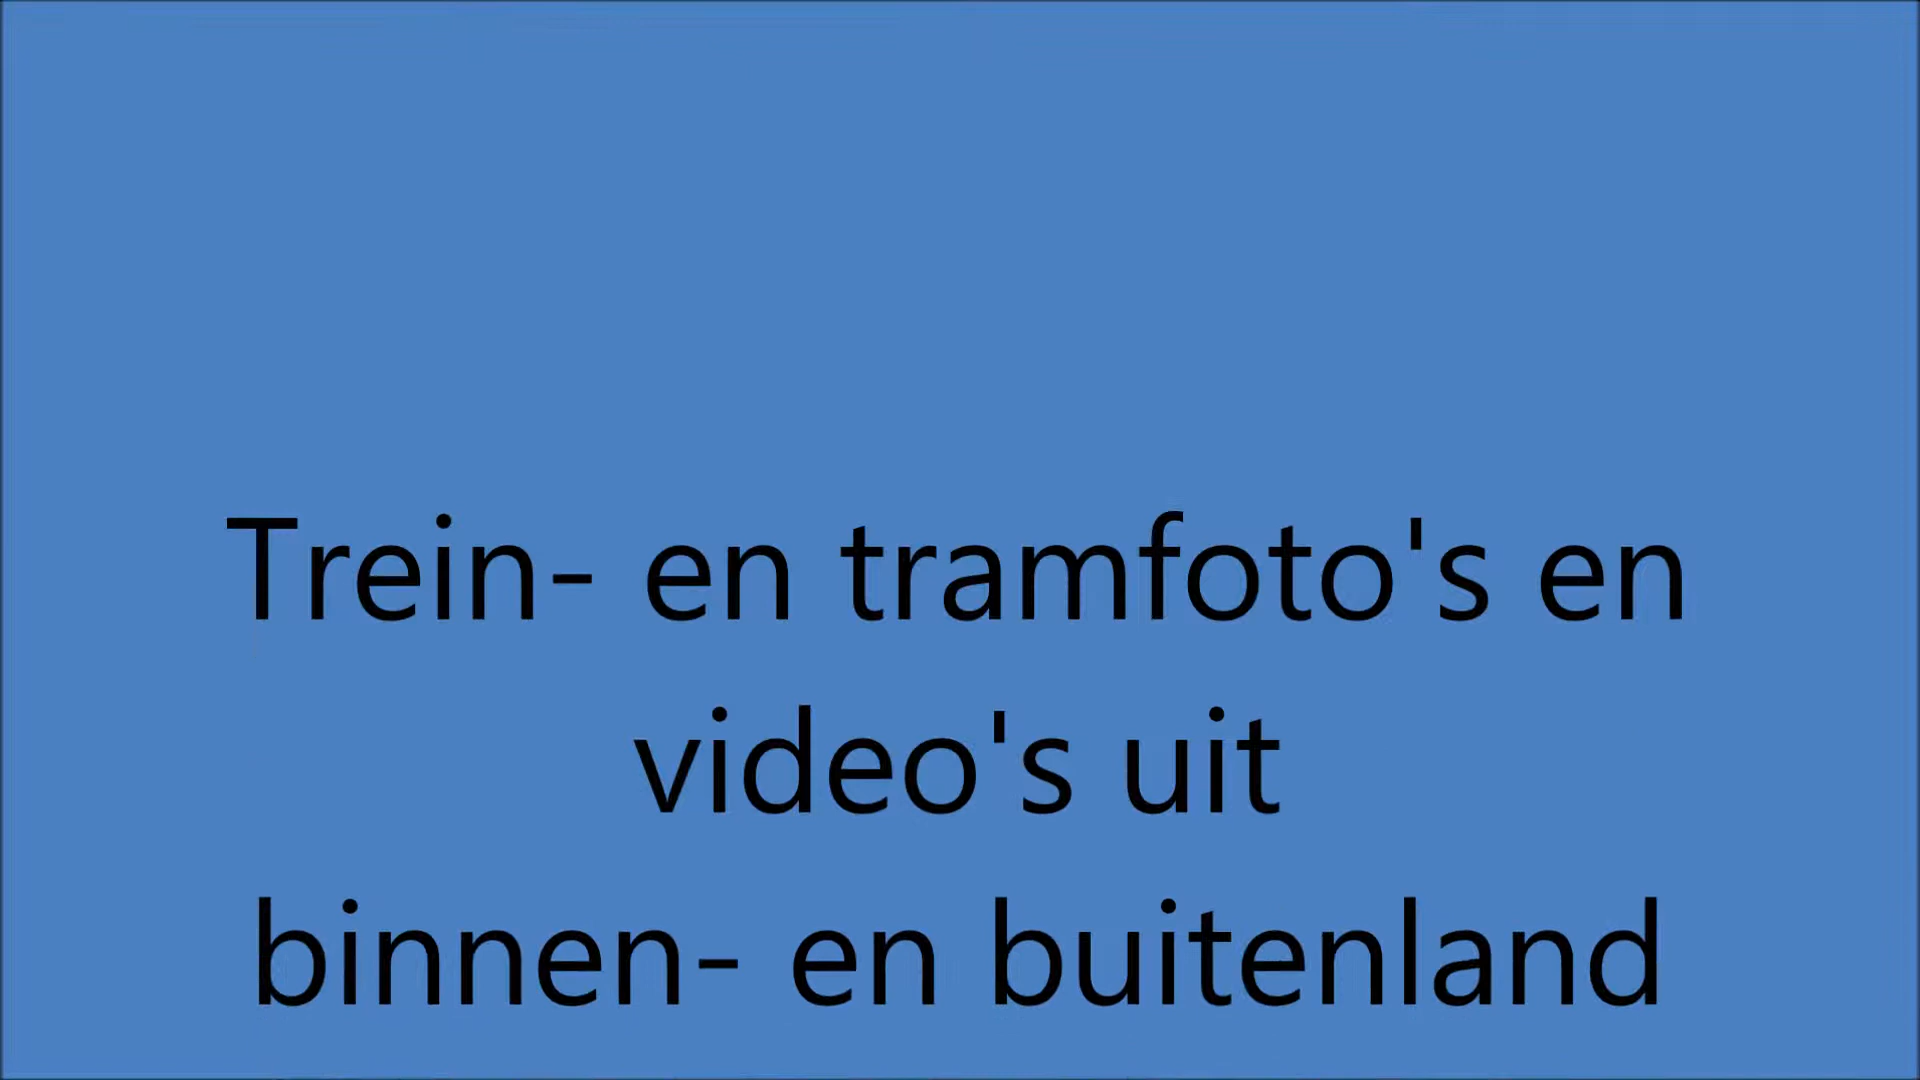 Trein- en tramfoto's en
video's uit
binnen- en buitenland